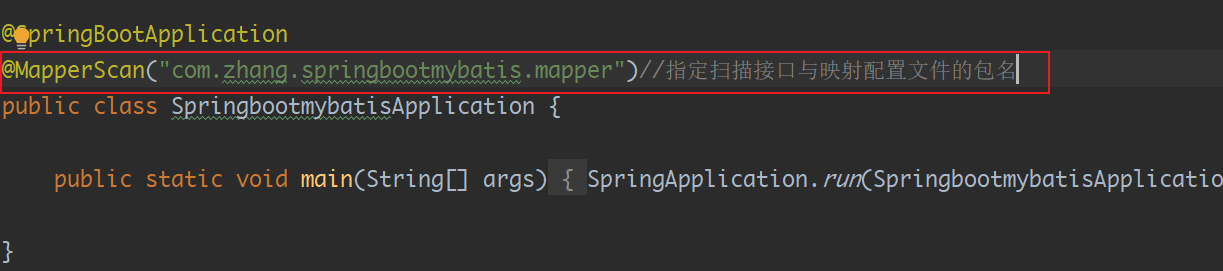 @SpringBootApplication
@MapperScan("com.zhang.springbootmybatis.mapper")//指定扫描接口与映射配置文件的包名
public class SpringbootmybatisApplication {
public static void main(String[] args) { SpringApplication.run(SpringbootmybatisApplicatio
}